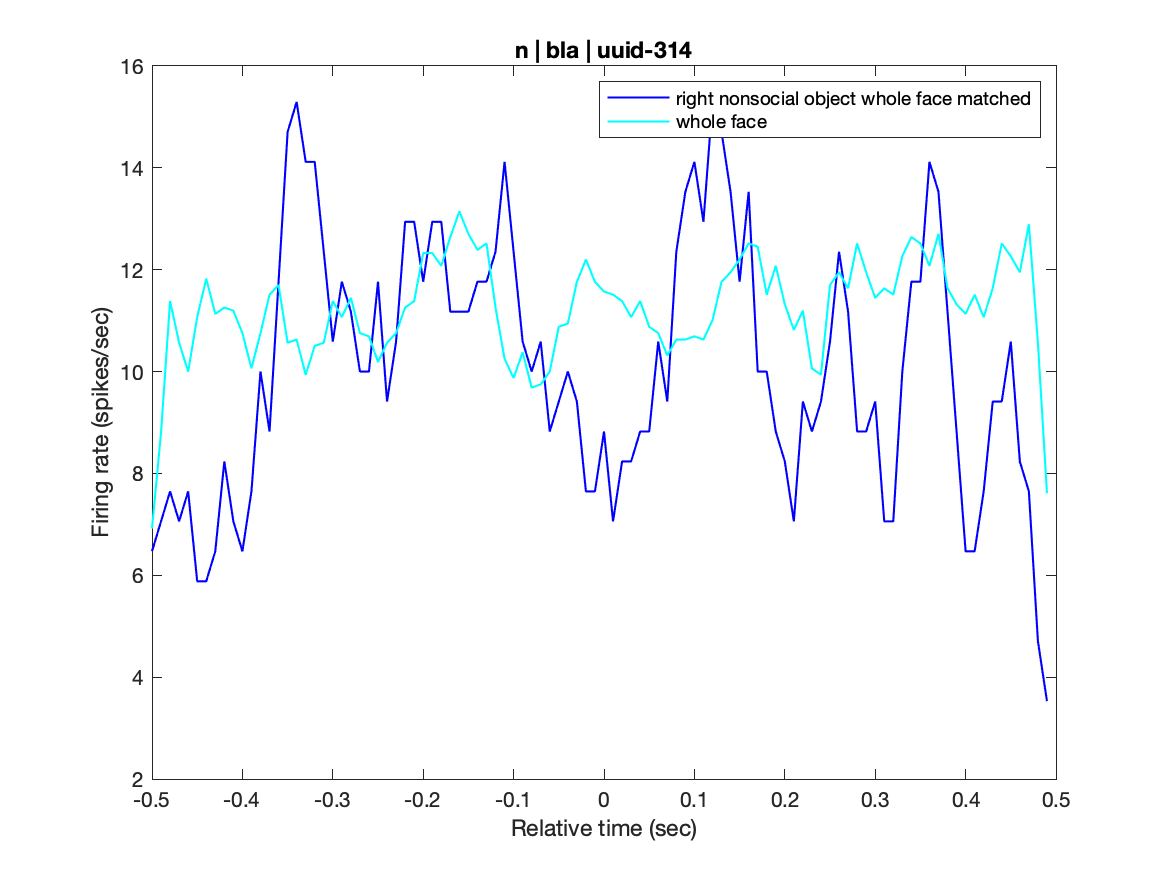 n | bla | uuid-314
right nonsocial object whole face matched
whole face
16
14
12
10
8
6
4
2
Firing rate (spikes/sec)
-0.5 -0.4 -0.3 -0.2 -0.1 0 0.1 0.2 0.3 0.4 0.5
Relative time (sec)